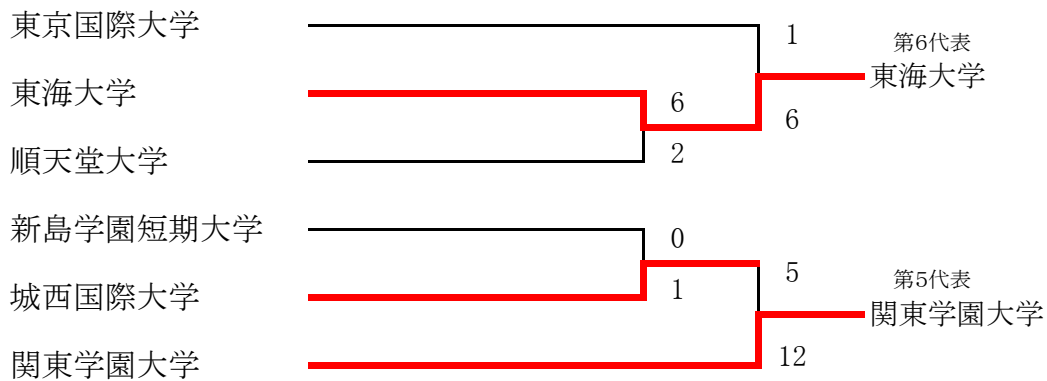 東京国際大学
1
第6代表
東海大学
東海大学
6
6
2
順天堂大学
新島学園短期大学
0
5
第5代表
城西国際大学
1
関東学園大学
12
関東学園大学